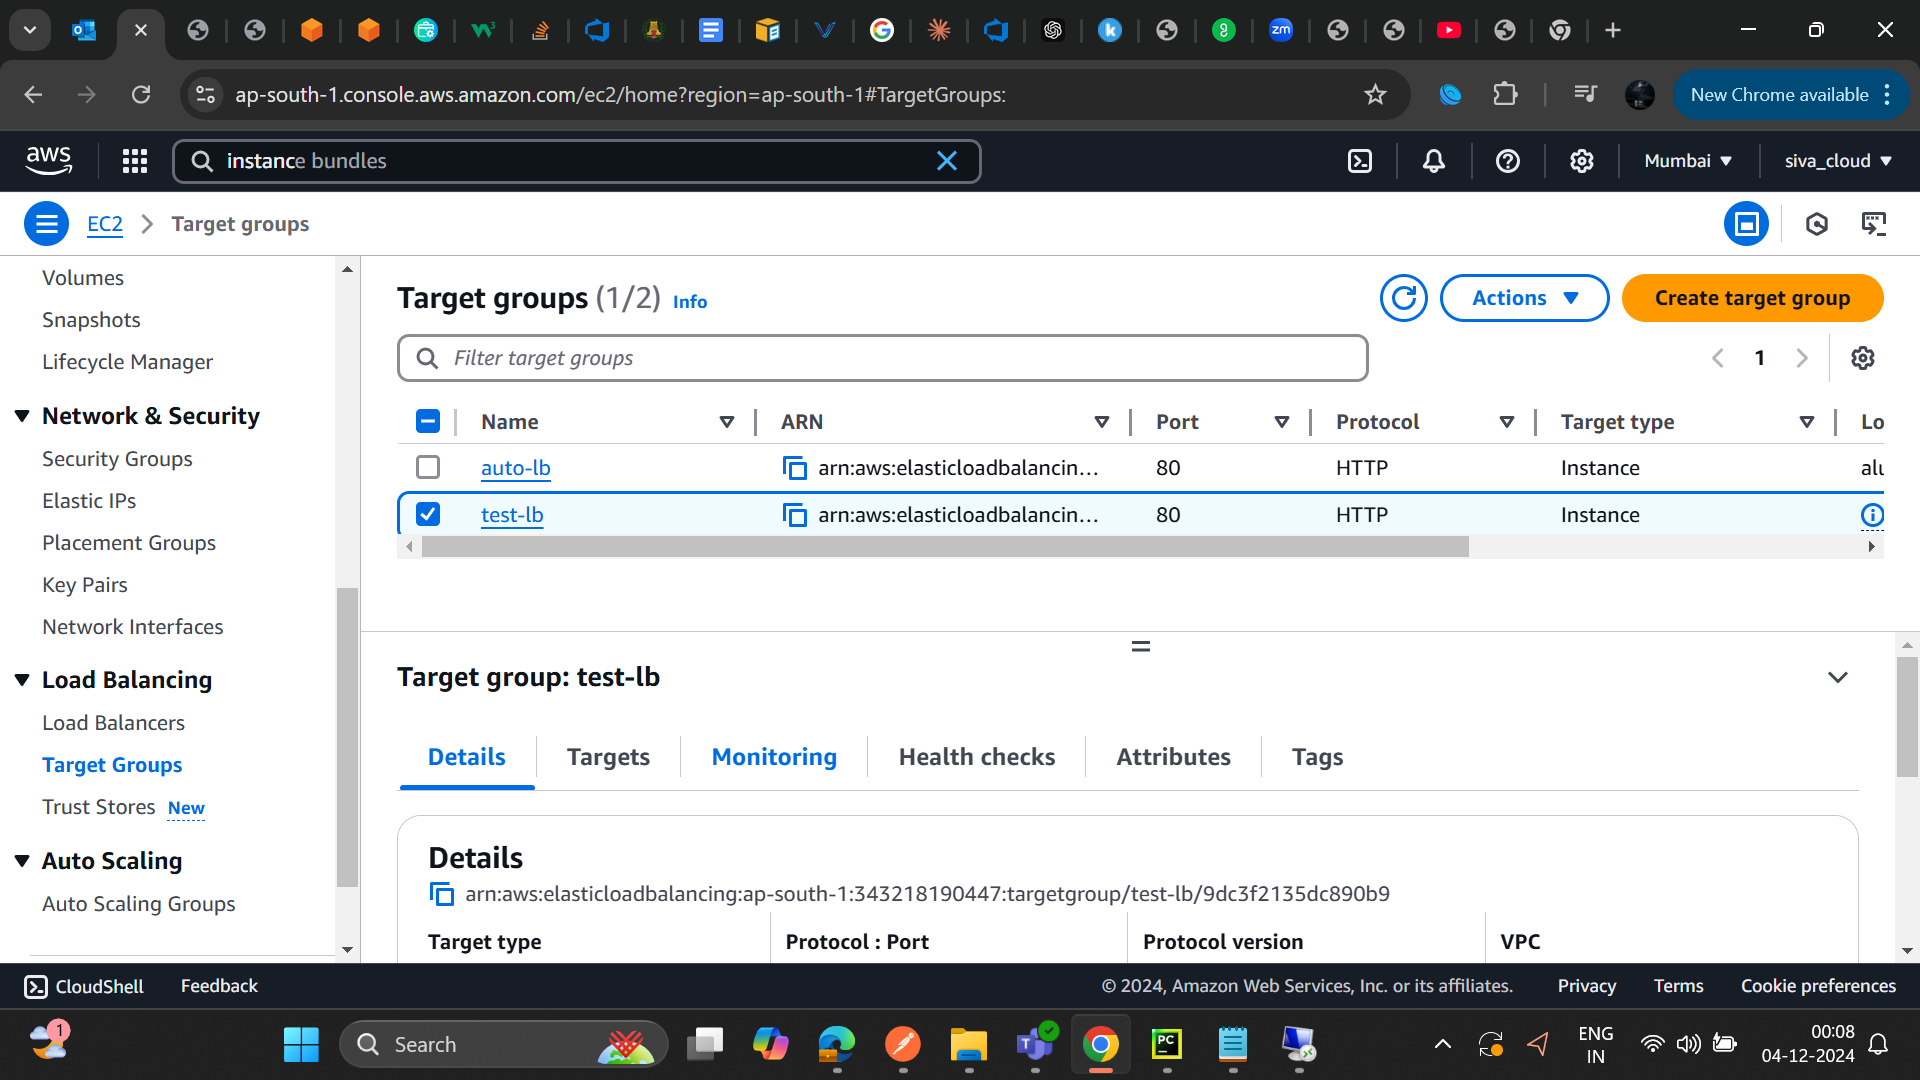 ap-south-1.console.aws.amazon.com/ec2/home?region=ap-south-1#TargetGroups:
New Chrome available
aws
instance bundles
Mumbai
siva_cloud
EC2
Target groups
Volumes
Snapshots
Lifecycle Manager
Network & Security
Security Groups
Elastic IPs
Placement Groups
Key Pairs
Network Interfaces
Load Balancing
Load Balancers
Target Groups
Trust Stores New
Auto Scaling
Auto Scaling Groups
Target groups (1/2) Info
Actions
Create target group
Filter target groups
1
Name ARN Port Protocol Target type Lo
auto-lb arn:aws:elasticloadbalancin... 80 HTTP Instance
test-lb arn:aws:elasticloadbalancin... 80 HTTP Instance
Target group: test-lb
Details Targets Monitoring Health checks Attributes Tags
Details
arn:aws:elasticloadbalancing:ap-south-1:343218190447:targetgroup/test-lb/9dc3f2135dc890b9
Target type Protocol : Port Protocol version VPC
CloudShell Feedback
© 2024, Amazon Web Services, Inc. or its affiliates. Privacy Terms Cookie preferences
1
Search
PC
ENG
IN
00:08
04-12-2024